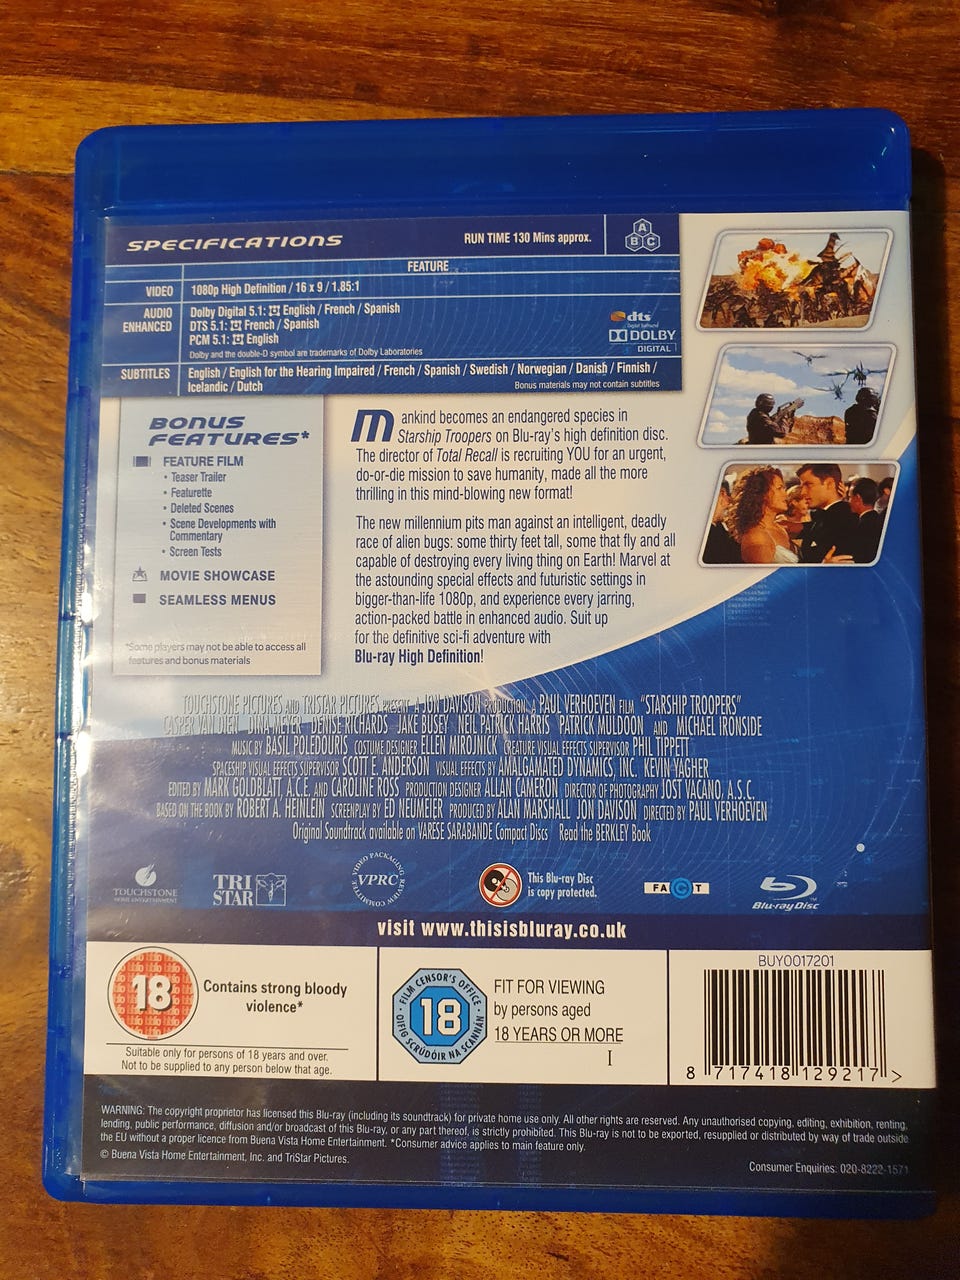 SPECIFICATIONS
RUN TIME 130 Mins approx.
A
B C
FEATURE
VIDEO
1080p High Definition / 16 x 9 / 1.85:1
AUDIO
ENHANCED
Dolby Digital 5.1: English / French / Spanish
DTS 5.1: French / Spanish
PCM 5.1: English
Dolby and the double-D symbol are trademarks of Dolby Laboratories
dts
Digital Surround
DOLBY
DIGITAL
SUBTITLES
English / English for the Hearing Impaired / French / Spanish / Swedish / Norwegian / Danish / Finnish /
Icelandic / Dutch
Bonus materials may not contain subtitles
BONUS
FEATURES*
FEATURE FILM
• Teaser Trailer
• Featurette
• Deleted Scenes
• Scene Developments with
Commentary
• Screen Tests
MOVIE SHOWCASE
SEAMLESS MENUS
*Some players may not be able to access all
features and bonus materials
Mankind becomes an endangered species in
Starship Troopers on Blu-ray's high definition disc.
The director of Total Recall is recruiting YOU for an urgent,
do-or-die mission to save humanity, made all the more
thrilling in this mind-blowing new format!
The new millennium pits man against an intelligent, deadly
race of alien bugs: some thirty feet tall, some that fly and all
capable of destroying every living thing on Earth! Marvel at
the astounding special effects and futuristic settings in
bigger-than-life 1080p, and experience every jarring,
action-packed battle in enhanced audio. Suit up
for the definitive sci-fi adventure with
Blu-ray High Definition!
TOUCHSTONE PICTURES AND TRISTAR PICTURES PRESENT A JON DAVISON PRODUCTION A PAUL VERHOEVEN FILM "STARSHIP TROOPERS"
CASPER VAN DIEN DINA MEYER DENISE RICHARDS JAKE BUSEY NEIL PATRICK HARRIS PATRICK MULDOON AND MICHAEL IRONSIDE
MUSIC BY BASIL POLEDOURIS COSTUME DESIGNER ELLEN MIROJNICK CREATURE VISUAL EFFECTS SUPERVISOR PHIL TIPPETT
SPACESHIP VISUAL EFFECTS SUPERVISOR SCOTT E. ANDERSON VISUAL EFFECTS BY AMALGAMATED DYNAMICS, INC. KEVIN YAGHER
EDITED BY MARK GOLDBLATT, A.C.E. AND CAROLINE ROSS PRODUCTION DESIGNER ALLAN CAMERON DIRECTOR OF PHOTOGRAPHY JOST VACANO, A.S.C.
BASED ON THE BOOK BY ROBERT A. HEINLEIN SCREENPLAY BY ED NEUMEIER PRODUCED BY ALAN MARSHALL JON DAVISON DIRECTED BY PAUL VERHOEVEN
Original Soundtrack available on VARESE SARABANDE Compact Discs Read the BERKLEY Book
TOUCHSTONE
HOME ENTERTAINMENT
TRI
STAR
VIDEO PACKAGING REVIEW COMMITTEE
VPRC
This Blu-ray Disc
is copy protected.
FACT
Blu-ray Disc
TM
visit www.thisisbluray.co.uk
18
Contains strong bloody
violence*
Suitable only for persons of 18 years and over.
Not to be supplied to any person below that age.
FILM CENSOR'S OFFICE
18
OIFIG SCRÚDÓIR NA SCANNÁN
FIT FOR VIEWING
by persons aged
18 YEARS OR MORE
I
BUY0017201
8 717418 129217 >
WARNING: The copyright proprietor has licensed this Blu-ray (including its soundtrack) for private home use only. All other rights are reserved. Any unauthorised copying, editing, exhibition, renting,
lending, public performance, diffusion and/or broadcast of this Blu-ray, or any part thereof, is strictly prohibited. This Blu-ray is not to be exported, resupplied or distributed by way of trade outside
the EU without a proper licence from Buena Vista Home Entertainment. *Consumer advice applies to main feature only.
© Buena Vista Home Entertainment, Inc. and TriStar Pictures.
Consumer Enquiries: 020-8222-1571